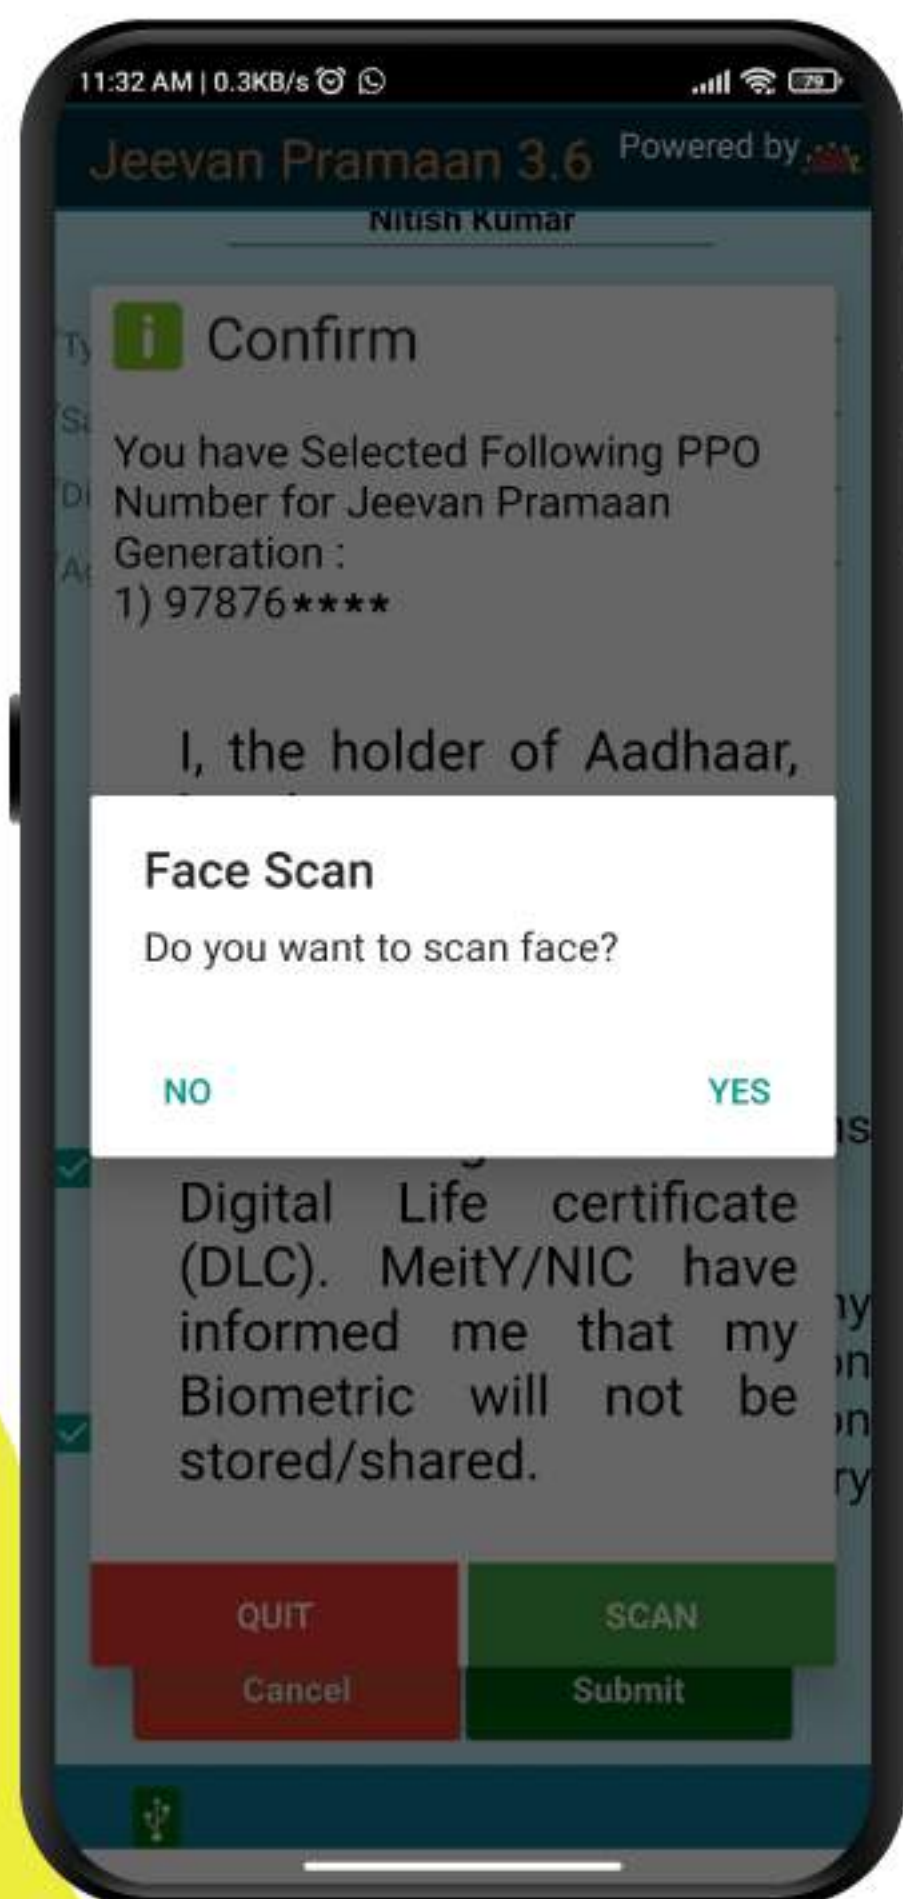 11:32 AM | 0.3KB/s
79
Jeevan Pramaan 3.6 Powered by
Nitish Kumar
Confirm
You have Selected Following PPO
Number for Jeevan Pramaan
Generation :
1) 97876****
I, the holder of Aadhaar,
Face Scan
Do you want to scan face?
NO YES
Digital Life certificate
(DLC). MeitY/NIC have
informed me that my
Biometric will not be
stored/shared.
QUIT SCAN
Cancel Submit